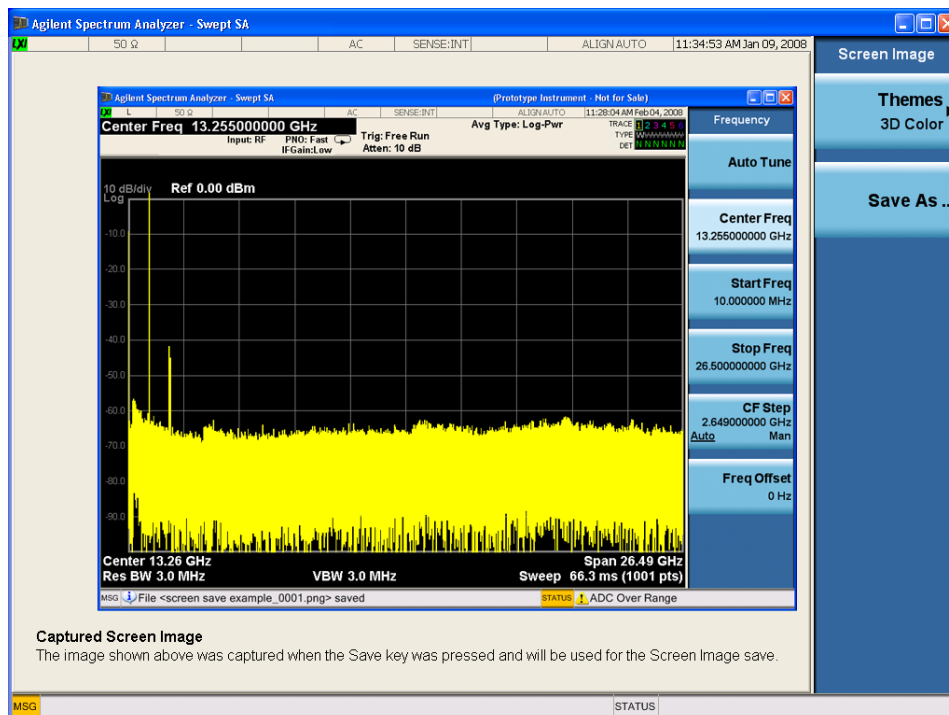 Agilent Spectrum Analyzer - Swept SA
LXI 50 Ω AC SENSE:INT ALIGN AUTO 11:34:53 AM Jan 09, 2008
Screen Image
Themes
3D Color
Save As ..
Agilent Spectrum Analyzer - Swept SA (Prototype Instrument - Not for Sale)
LXI L 50 Ω AC SENSE:INT ALIGN AUTO 11:28:04 AM Feb 04, 2008
Center Freq 13.255000000 GHz
Input: RF PNO: Fast IFGain:Low
Trig: Free Run
Atten: 10 dB
Avg Type: Log-Pwr
TRACE 1 2 3 4 5 6
TYPE WWWWWW
DET N N N N N N
Frequency
Auto Tune
Center Freq
13.255000000 GHz
Start Freq
10.000000 MHz
Stop Freq
26.500000000 GHz
CF Step
2.649000000 GHz
Auto Man
Freq Offset
0 Hz
10 dB/div Ref 0.00 dBm
Log
-10.0
-20.0
-30.0
-40.0
-50.0
-60.0
-70.0
-80.0
-90.0
Center 13.26 GHz Span 26.49 GHz
Res BW 3.0 MHz VBW 3.0 MHz Sweep 66.3 ms (1001 pts)
MSG File <screen save example_0001.png> saved STATUS ADC Over Range
Captured Screen Image
The image shown above was captured when the Save key was pressed and will be used for the Screen Image save.
MSG STATUS